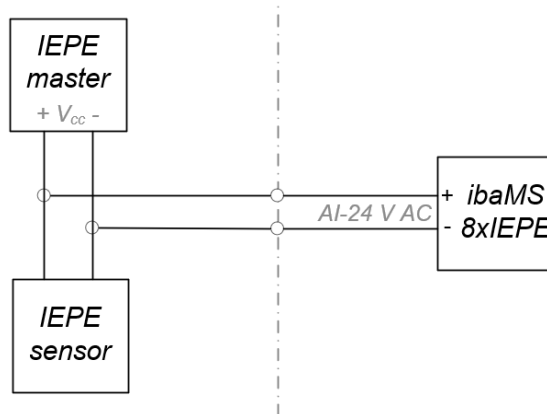 IEPE
master
+ Vcc -
+ ibaMS
AI-24 V AC
- 8xIEPE
IEPE
sensor